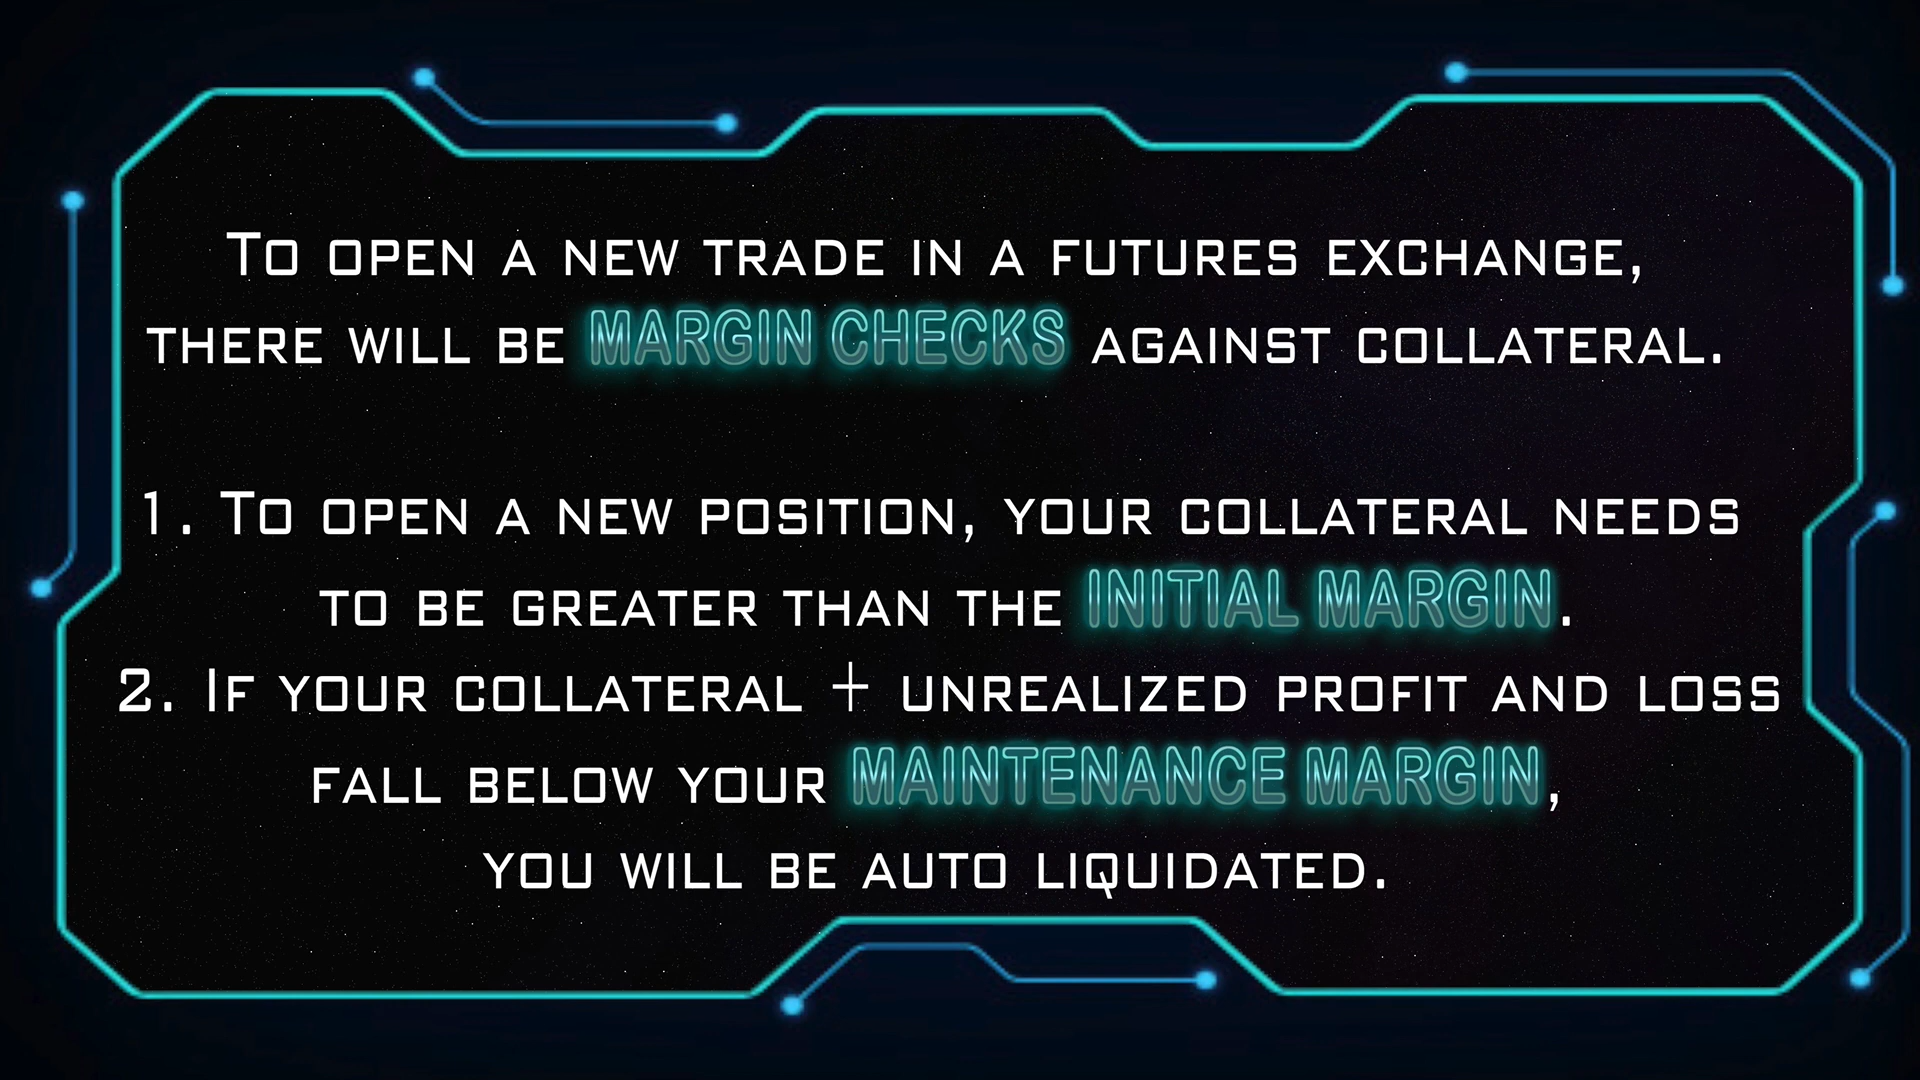 To open a new trade in a futures exchange,
there will be MARGIN CHECKS against collateral.
1. To open a new position, your collateral needs
to be greater than the INITIAL MARGIN.
2. If your collateral + unrealized profit and loss
fall below your MAINTENANCE MARGIN,
you will be auto liquidated.